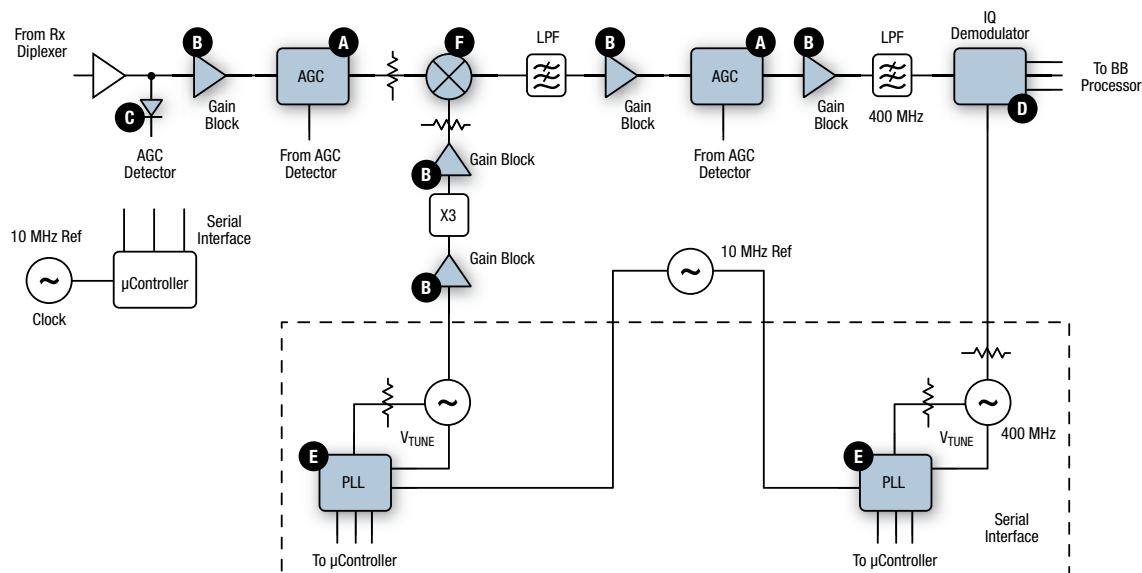 From Rx
Diplexer
B
Gain
Block
A
AGC
From AGC
Detector
C
AGC
Detector
F
LPF
B
Gain
Block
A
AGC
From AGC
Detector
B
Gain
Block
LPF
400 MHz
IQ
Demodulator
D
To BB
Processor
B
Gain Block
X3
B
Gain Block
10 MHz Ref
Clock
Serial
Interface
µController
10 MHz Ref
VTUNE
E
PLL
To µController
VTUNE
400 MHz
E
PLL
To µController
Serial
Interface